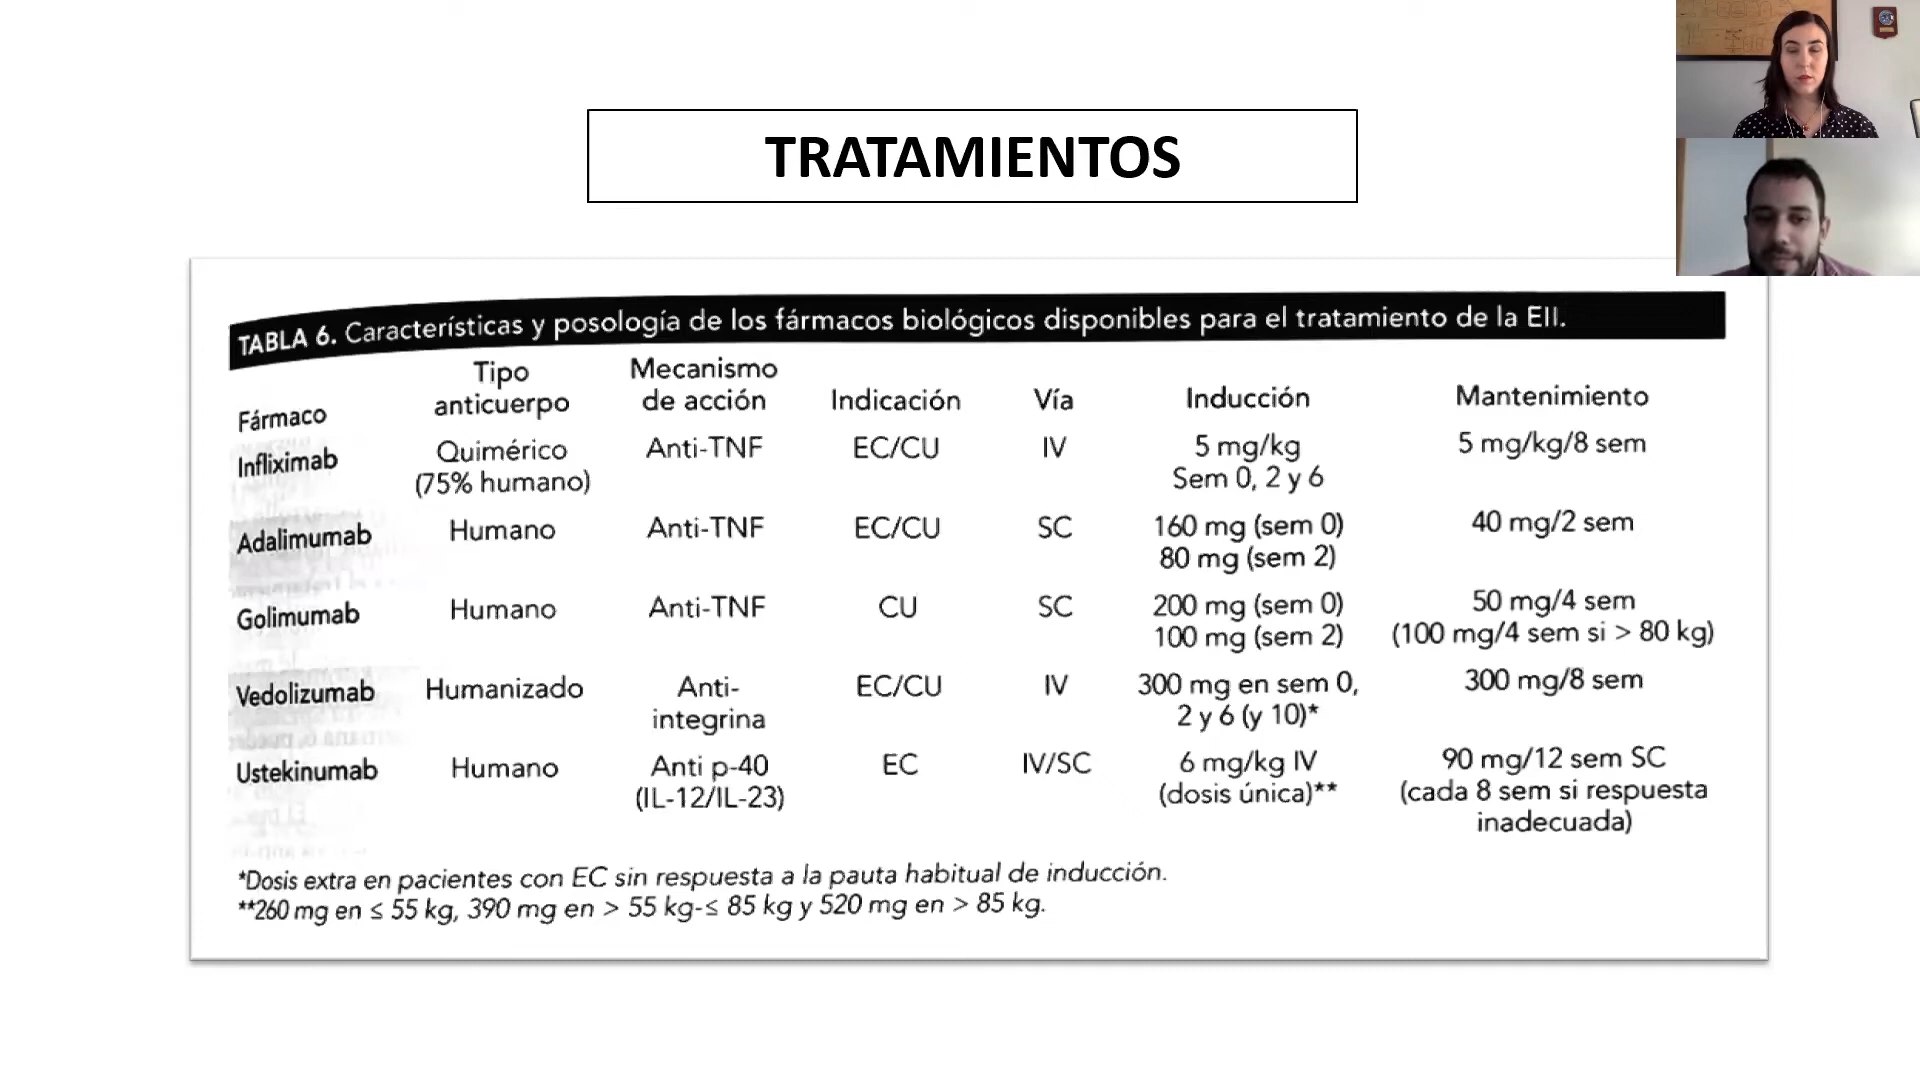 TRATAMIENTOS
TABLA 6. Características y posología de los fármacos biológicos disponibles para el tratamiento de la EII.
Fármaco Tipo anticuerpo Mecanismo de acción Indicación Vía Inducción Mantenimiento
Infliximab Quimérico (75% humano) Anti-TNF EC/CU IV 5 mg/kg Sem 0, 2 y 6 5 mg/kg/8 sem
Adalimumab Humano Anti-TNF EC/CU SC 160 mg (sem 0) 80 mg (sem 2) 40 mg/2 sem
Golimumab Humano Anti-TNF CU SC 200 mg (sem 0) 100 mg (sem 2) 50 mg/4 sem (100 mg/4 sem si > 80 kg)
Vedolizumab Humanizado Anti-integrina EC/CU IV 300 mg en sem 0, 2 y 6 (y 10)* 300 mg/8 sem
Ustekinumab Humano Anti p-40 (IL-12/IL-23) EC IV/SC 6 mg/kg IV (dosis única)** 90 mg/12 sem SC (cada 8 sem si respuesta inadecuada)
*Dosis extra en pacientes con EC sin respuesta a la pauta habitual de inducción.
**260 mg en ≤ 55 kg, 390 mg en > 55 kg-≤ 85 kg y 520 mg en > 85 kg.